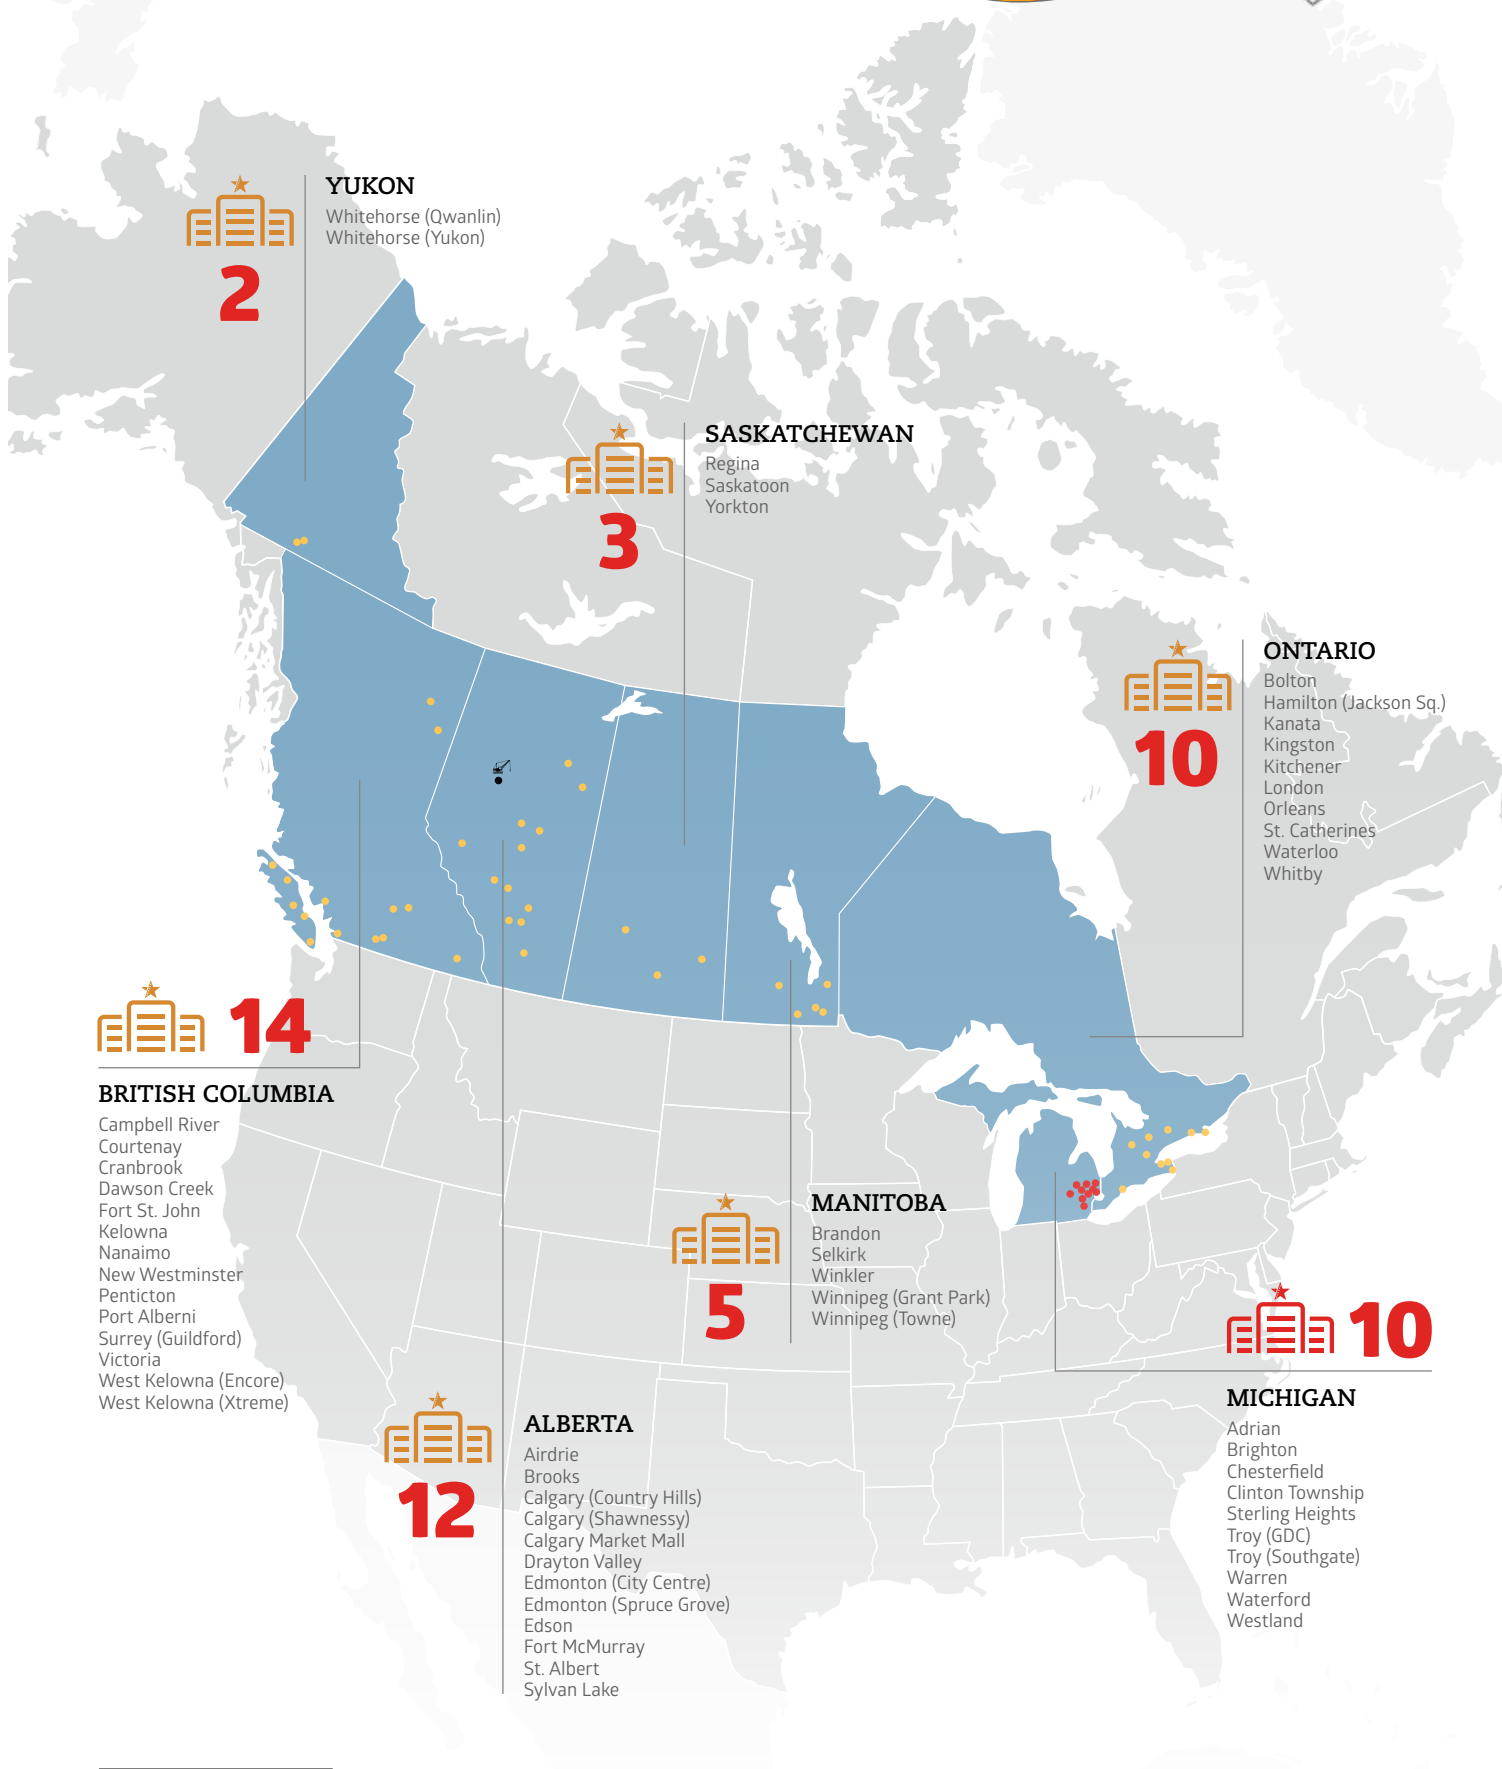 YUKON
Whitehorse (Qwanlin)
Whitehorse (Yukon)
2
SASKATCHEWAN
Regina
Saskatoon
Yorkton
3
ONTARIO
Bolton
Hamilton (Jackson Sq.)
Kanata
Kingston
Kitchener
London
Orleans
St. Catherines
Waterloo
Whitby
10
14
BRITISH COLUMBIA
Campbell River
Courtenay
Cranbrook
Dawson Creek
Fort St. John
Kelowna
Nanaimo
New Westminster
Penticton
Port Alberni
Surrey (Guildford)
Victoria
West Kelowna (Encore)
West Kelowna (Xtreme)
MANITOBA
Brandon
Selkirk
Winkler
Winnipeg (Grant Park)
Winnipeg (Towne)
5
10
MICHIGAN
Adrian
Brighton
Chesterfield
Clinton Township
Sterling Heights
Troy (GDC)
Troy (Southgate)
Warren
Waterford
Westland
ALBERTA
Airdrie
Brooks
Calgary (Country Hills)
Calgary (Shawnessy)
Calgary Market Mall
Drayton Valley
Edmonton (City Centre)
Edmonton (Spruce Grove)
Edson
Fort McMurray
St. Albert
Sylvan Lake
12